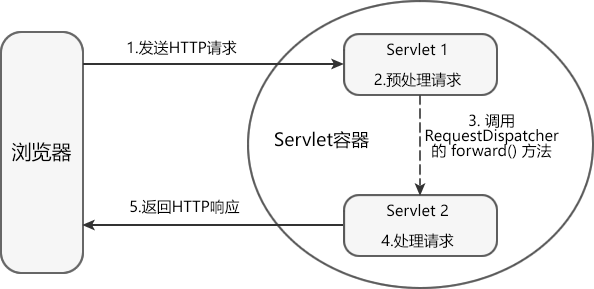 1.发送HTTP请求
Servlet 1
2.预处理请求
3. 调用
RequestDispatcher
的 forward() 方法
浏览器
Servlet容器
5.返回HTTP响应
Servlet 2
4.处理请求